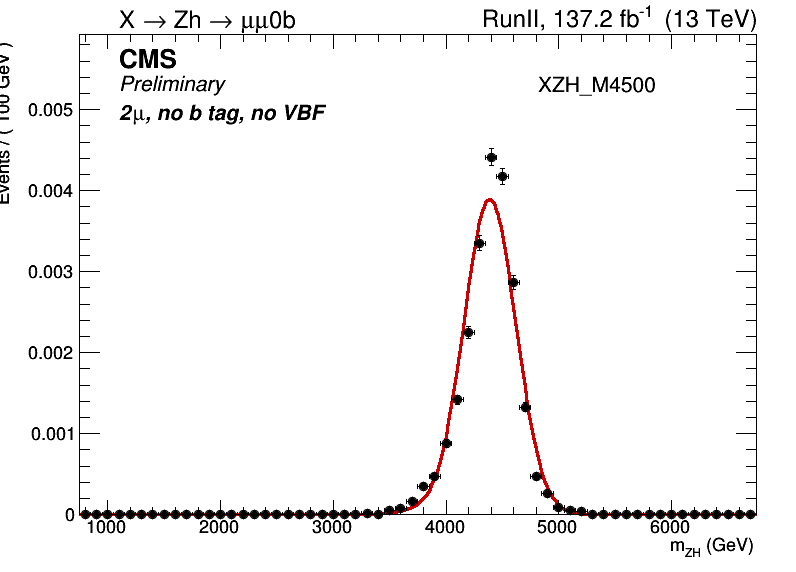 X → Zh → μμ0b
RunII, 137.2 fb-1 (13 TeV)
CMS
Preliminary
XZH_M4500
2μ, no b tag, no VBF
Events / ( 100 GeV )
0.005
0.004
0.003
0.002
0.001
0
1000 2000 3000 4000 5000 6000
mZH (GeV)